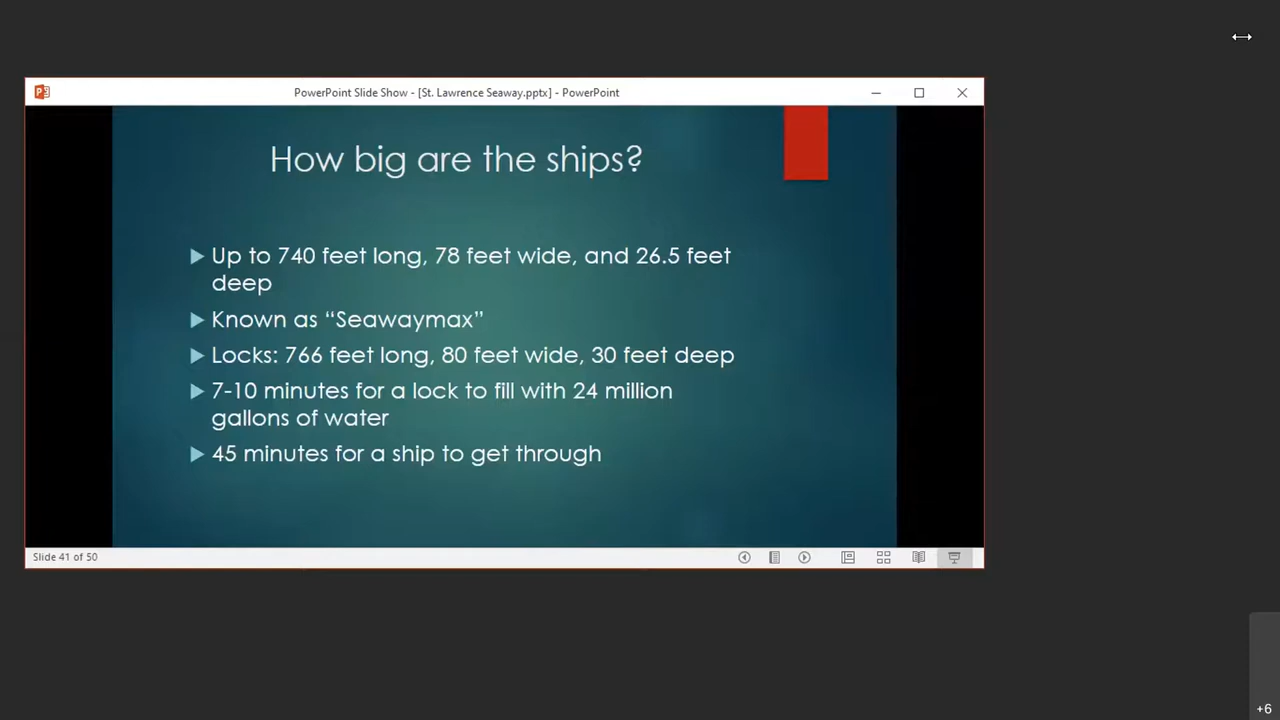 PowerPoint Slide Show - [St. Lawrence Seaway.pptx] - PowerPoint
How big are the ships?
Up to 740 feet long, 78 feet wide, and 26.5 feet
deep
Known as “Seawaymax”
Locks: 766 feet long, 80 feet wide, 30 feet deep
7-10 minutes for a lock to fill with 24 million
gallons of water
45 minutes for a ship to get through
Slide 41 of 50
+6